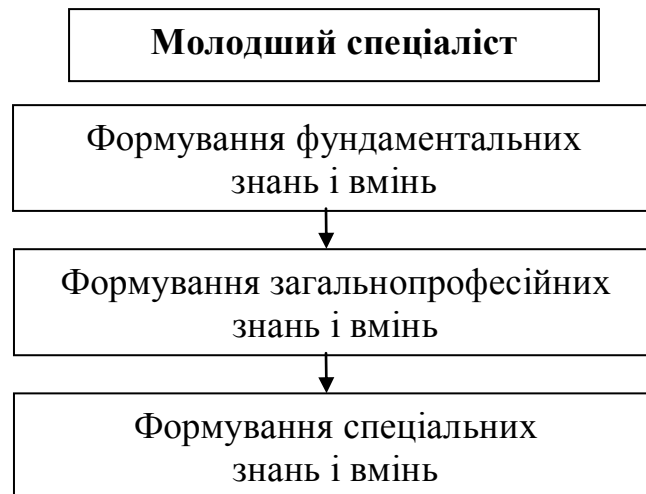 Молодший спеціаліст
Формування фундаментальних
знань і вмінь
Формування загальнопрофесійних
знань і вмінь
Формування спеціальних
знань і вмінь